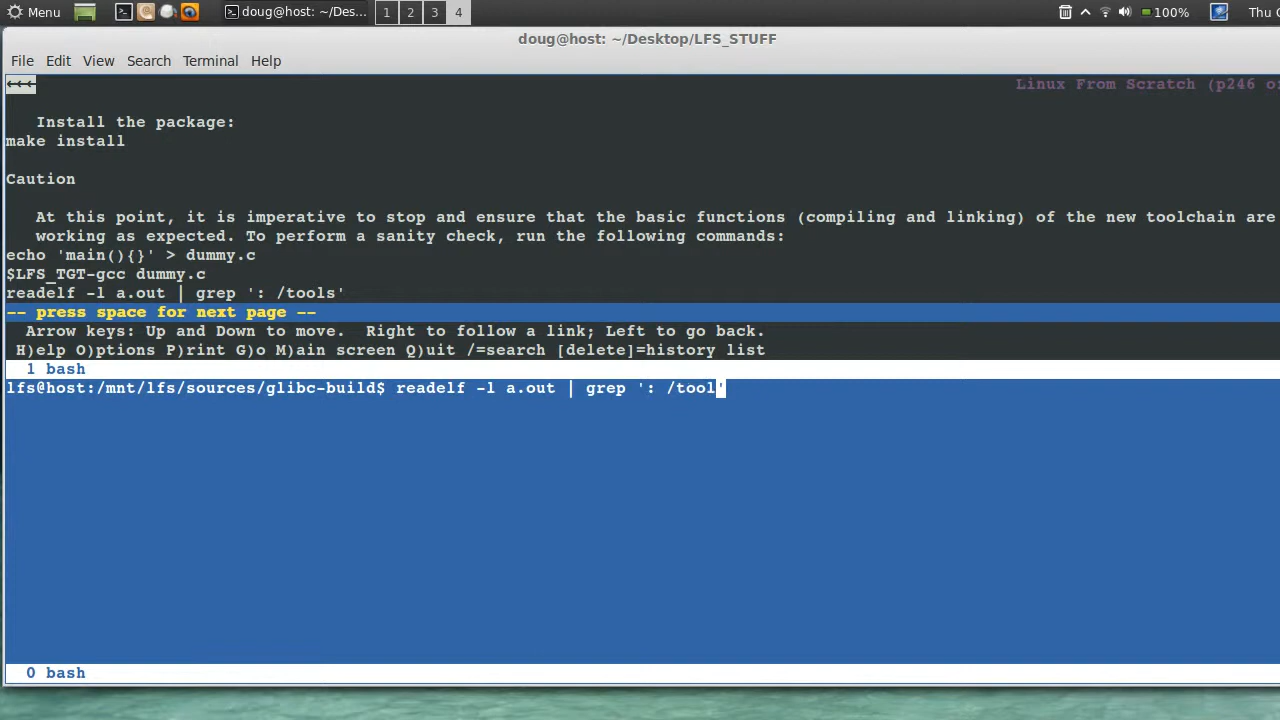 Menu doug@host: ~/Des... 1 2 3 4 100% Thu
doug@host: ~/Desktop/LFS_STUFF
File Edit View Search Terminal Help
←←← Linux From Scratch (p246 o
Install the package:
make install
Caution
At this point, it is imperative to stop and ensure that the basic functions (compiling and linking) of the new toolchain are
working as expected. To perform a sanity check, run the following commands:
echo 'main(){}' > dummy.c
$LFS_TGT-gcc dummy.c
readelf -l a.out | grep ': /tools'
-- press space for next page --
Arrow keys: Up and Down to move. Right to follow a link; Left to go back.
H)elp O)ptions P)rint G)o M)ain screen Q)uit /=search [delete]=history list
1 bash
lfs@host:/mnt/lfs/sources/glibc-build$ readelf -l a.out | grep ': /tool'
0 bash